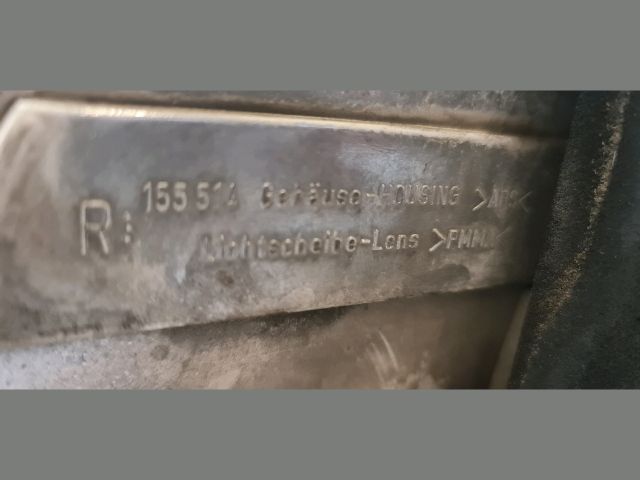 R: 155 514 Gehäuse-HOUSING >ABS<
Lichtscheibe-Lens >PMMA<